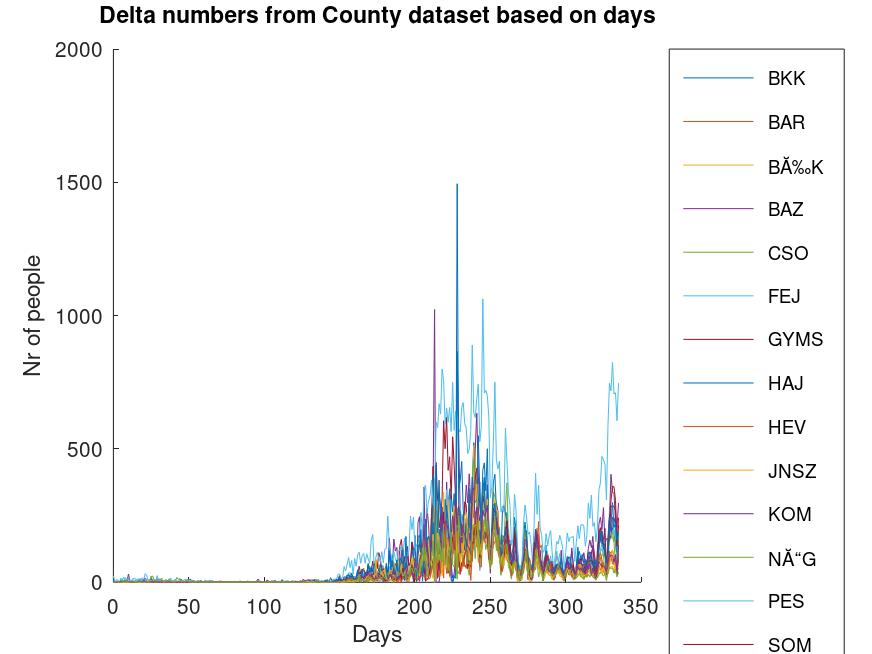 Delta numbers from County dataset based on days
2000
1500
1000
500
0
Nr of people
0 50 100 150 200 250 300 350
Days
BKK
BAR
BĂ‰K
BAZ
CSO
FEJ
GYMS
HAJ
HEV
JNSZ
KOM
NĂ“G
PES
SOM